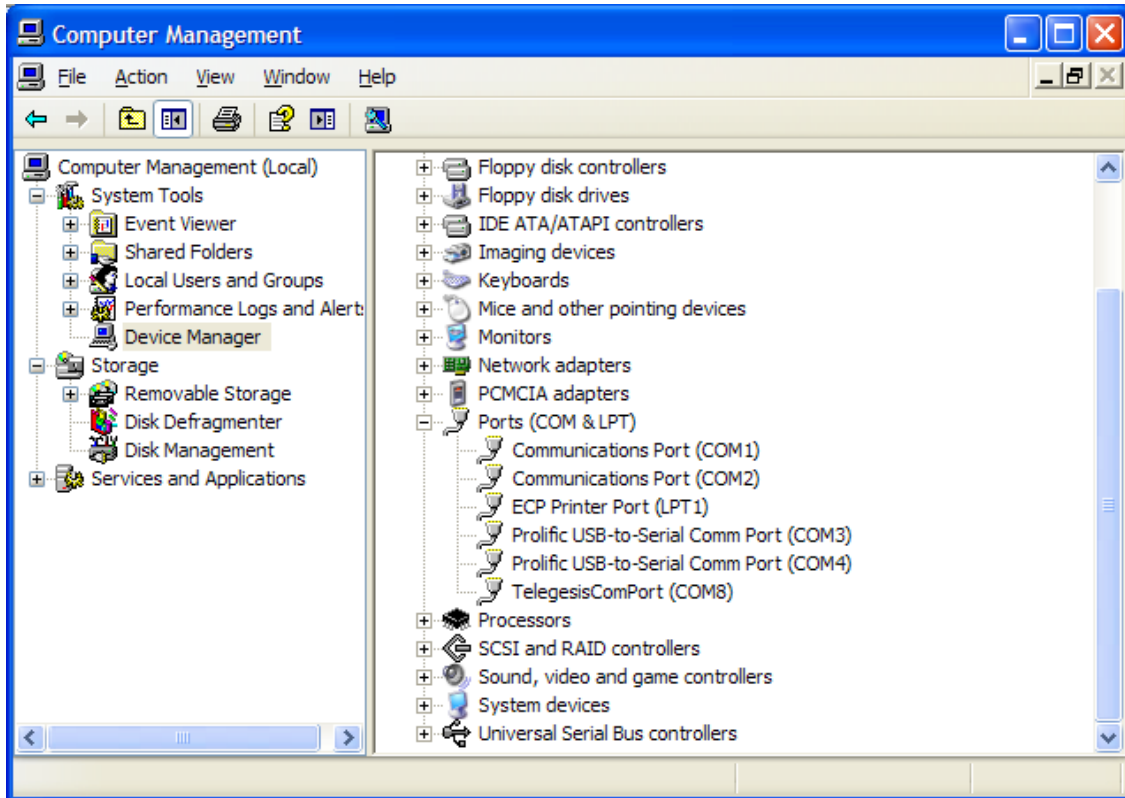 Computer Management
File Action View Window Help
Computer Management (Local)
System Tools
Event Viewer
Shared Folders
Local Users and Groups
Performance Logs and Alert
Device Manager
Storage
Removable Storage
Disk Defragmenter
Disk Management
Services and Applications
Floppy disk controllers
Floppy disk drives
IDE ATA/ATAPI controllers
Imaging devices
Keyboards
Mice and other pointing devices
Monitors
Network adapters
PCMCIA adapters
Ports (COM & LPT)
Communications Port (COM1)
Communications Port (COM2)
ECP Printer Port (LPT1)
Prolific USB-to-Serial Comm Port (COM3)
Prolific USB-to-Serial Comm Port (COM4)
TelegesisComPort (COM8)
Processors
SCSI and RAID controllers
Sound, video and game controllers
System devices
Universal Serial Bus controllers